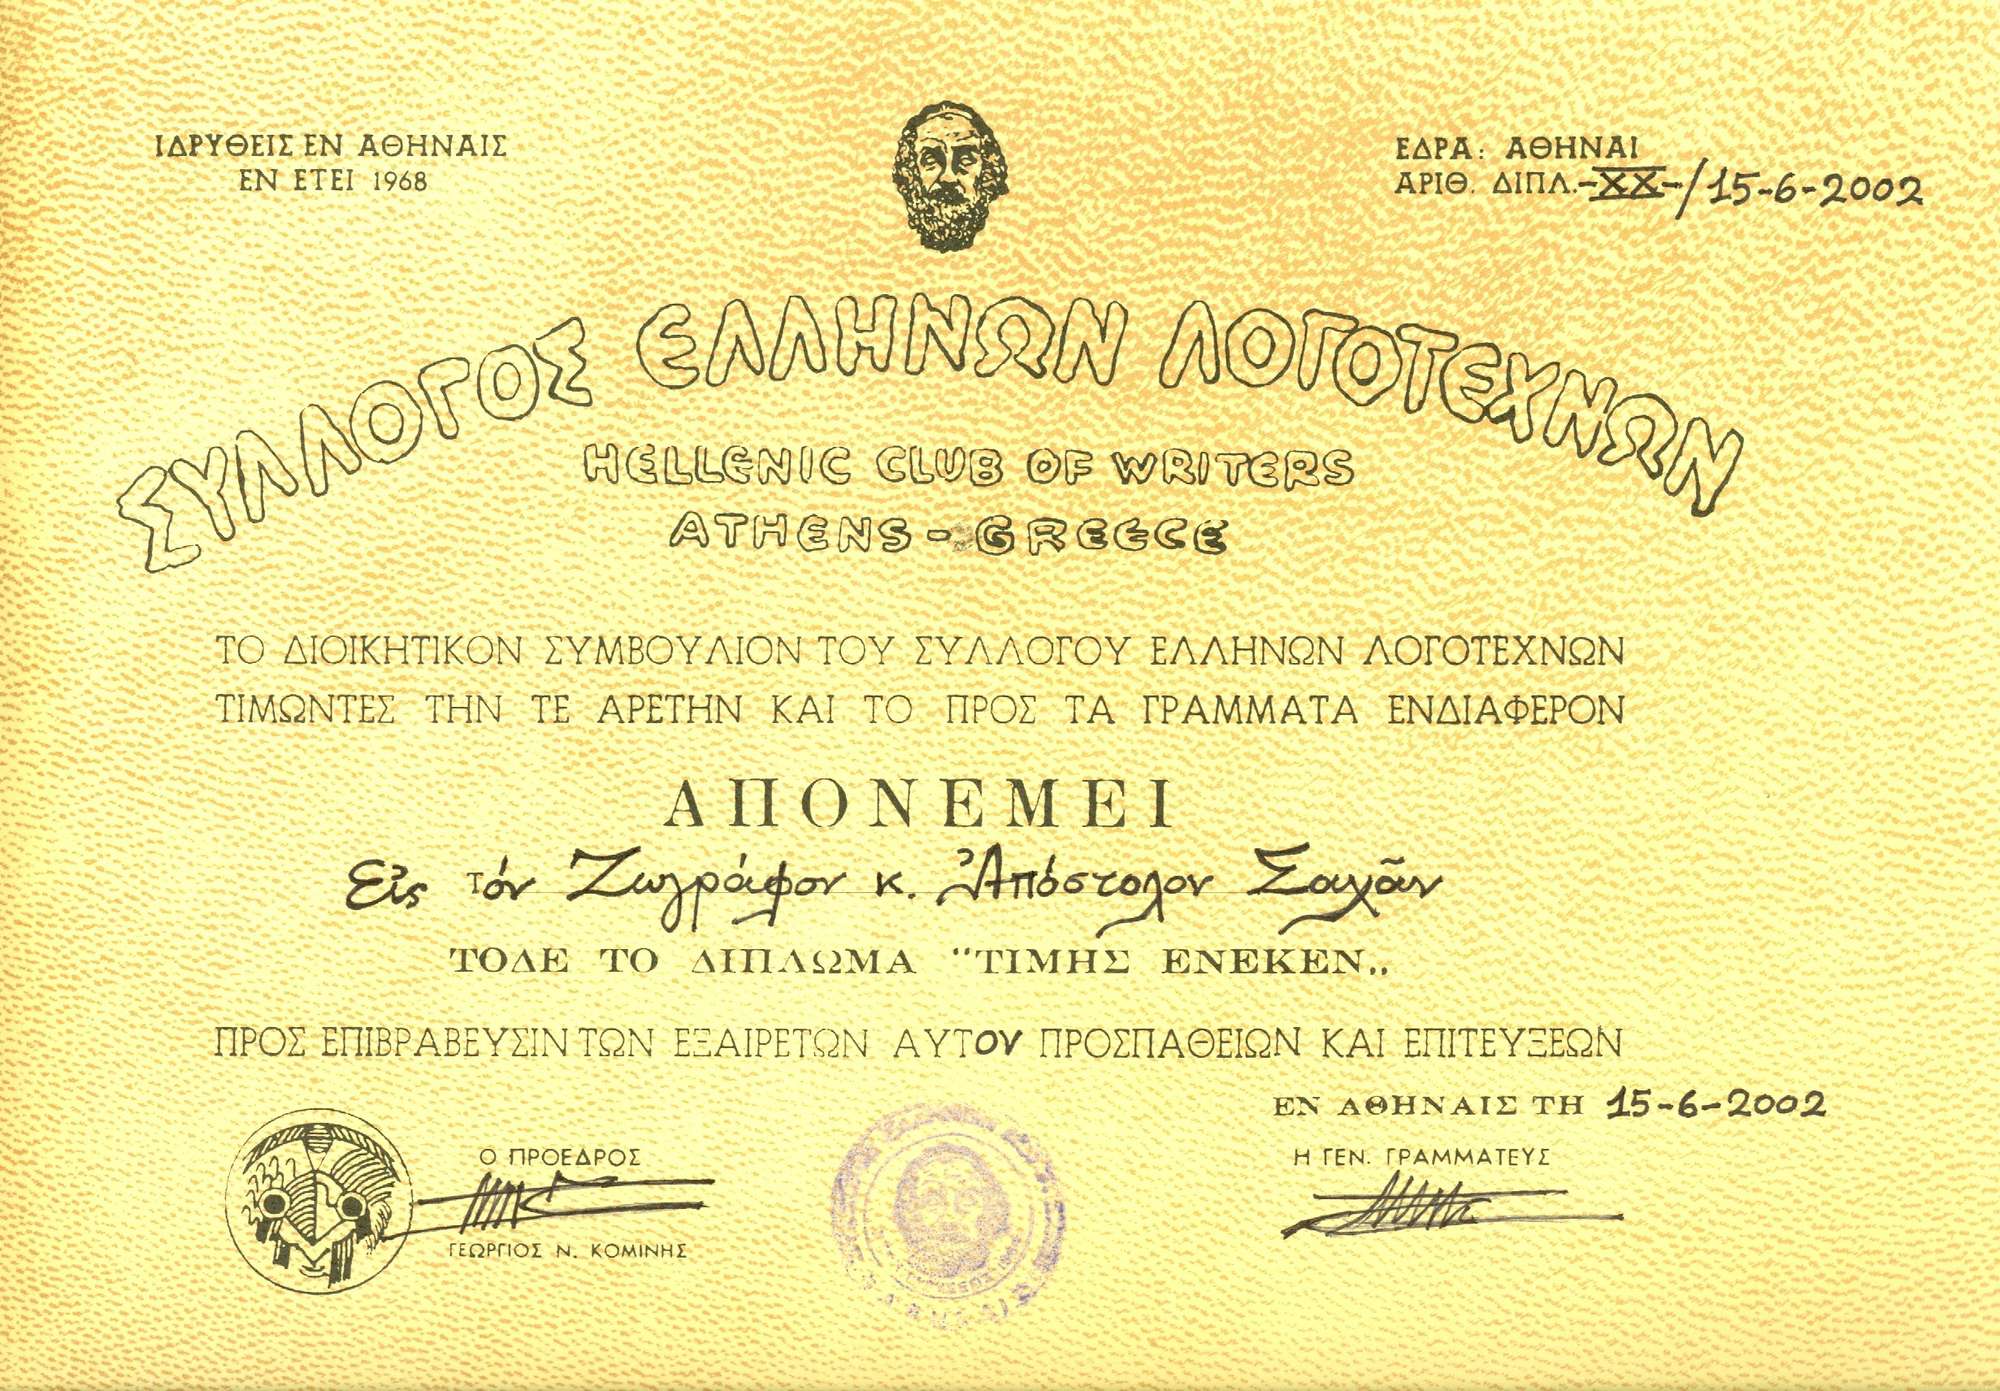 ΙΔΡΥΘΕΙΣ ΕΝ ΑΘΗΝΑΙΣ
ΕΝ ΕΤΕΙ 1968
ΕΔΡΑ: ΑΘΗΝΑΙ
ΑΡΙΘ. ΔΙΠΛ.-XX-/15-6-2002
ΣΥΛΛΟΓΟΣ ΕΛΛΗΝΩΝ ΛΟΓΟΤΕΧΝΩΝ
HELLENIC CLUB OF WRITERS
ATHENS - GREECE
ΤΟ ΔΙΟΙΚΗΤΙΚΟΝ ΣΥΜΒΟΥΛΙΟΝ ΤΟΥ ΣΥΛΛΟΓΟΥ ΕΛΛΗΝΩΝ ΛΟΓΟΤΕΧΝΩΝ
ΤΙΜΩΝΤΕΣ ΤΗΝ ΤΕ ΑΡΕΤΗΝ ΚΑΙ ΤΟ ΠΡΟΣ ΤΑ ΓΡΑΜΜΑΤΑ ΕΝΔΙΑΦΕΡΟΝ
ΑΠΟΝΕΜΕΙ
Εἰς τόν Ζωγράφον κ. Ἀπόστολον Σαχᾶν
ΤΟΔΕ ΤΟ ΔΙΠΛΩΜΑ "ΤΙΜΗΣ ΕΝΕΚΕΝ„
ΠΡΟΣ ΕΠΙΒΡΑΒΕΥΣΙΝ ΤΩΝ ΕΞΑΙΡΕΤΩΝ ΑΥΤΟΥ ΠΡΟΣΠΑΘΕΙΩΝ ΚΑΙ ΕΠΙΤΕΥΞΕΩΝ
ΕΝ ΑΘΗΝΑΙΣ ΤΗ 15-6-2002
Ο ΠΡΟΕΔΡΟΣ
ΓΕΩΡΓΙΟΣ Ν. ΚΟΜΙΝΗΣ
Η ΓΕΝ. ΓΡΑΜΜΑΤΕΥΣ